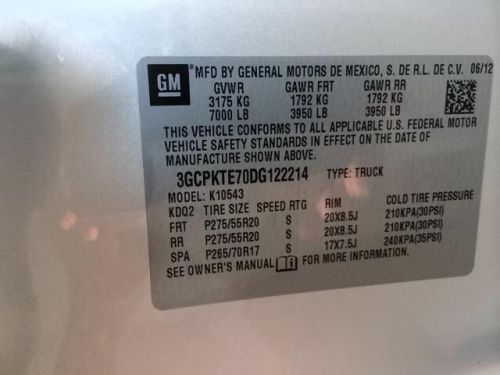 GM
*MFD BY GENERAL MOTORS DE MEXICO, S. DE R.L. DE C.V. 06/12
GVWR GAWR FRT GAWR RR
3175 KG 1792 KG 1792 KG
7000 LB 3950 LB 3950 LB
THIS VEHICLE CONFORMS TO ALL APPLICABLE U.S. FEDERAL MOTOR
VEHICLE SAFETY STANDARDS IN EFFECT ON THE DATE OF
MANUFACTURE SHOWN ABOVE.
3GCPKTE70DG122214 TYPE: TRUCK
MODEL: K10543
KDQ2 TIRE SIZE SPEED RTG RIM COLD TIRE PRESSURE
FRT P275/55R20 S 20X8.5J 210KPA(30PSI)
RR P275/55R20 S 20X8.5J 210KPA(30PSI)
SPA P265/70R17 S 17X7.5J 240KPA(35PSI)
SEE OWNER'S MANUAL FOR MORE INFORMATION.